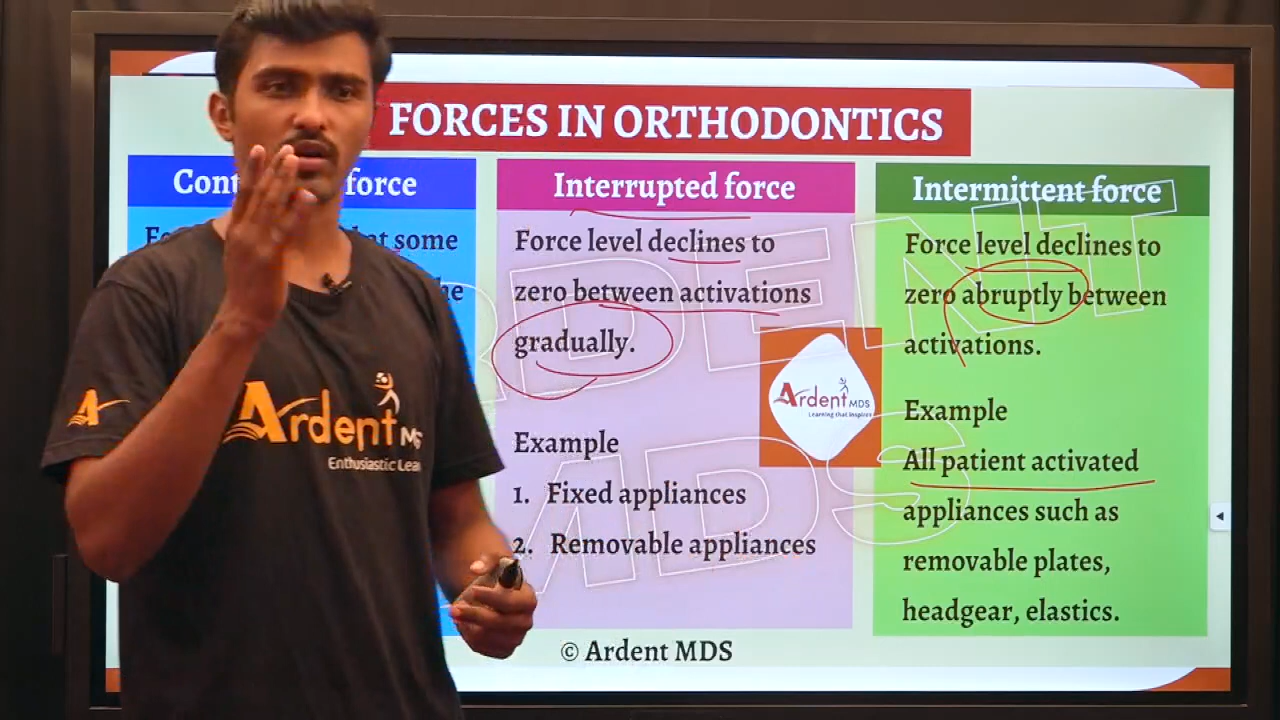 FORCES IN ORTHODONTICS
force
some
Interrupted force
Force level declines to
zero between activations
gradually.
Example
1. Fixed appliances
2. Removable appliances
Intermittent force
Force level declines to
zero abruptly between
activations.
Example
All patient activated
appliances such as
removable plates,
headgear, elastics.
Ardent MDS
Learning that Inspires
ARDENT
MDS
© Ardent MDS
Ardent
Enthusiastic